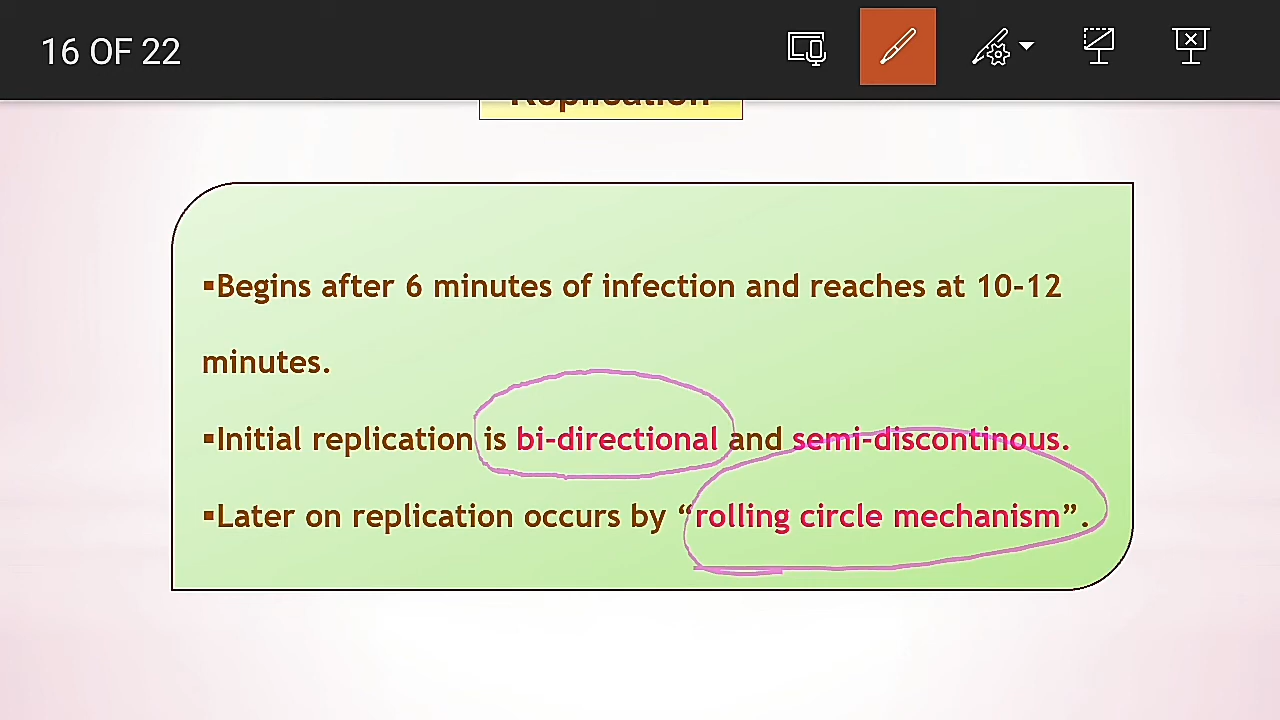 16 OF 22
Replication
▪Begins after 6 minutes of infection and reaches at 10-12
minutes.
▪Initial replication is bi-directional and semi-discontinous.
▪Later on replication occurs by “rolling circle mechanism”.